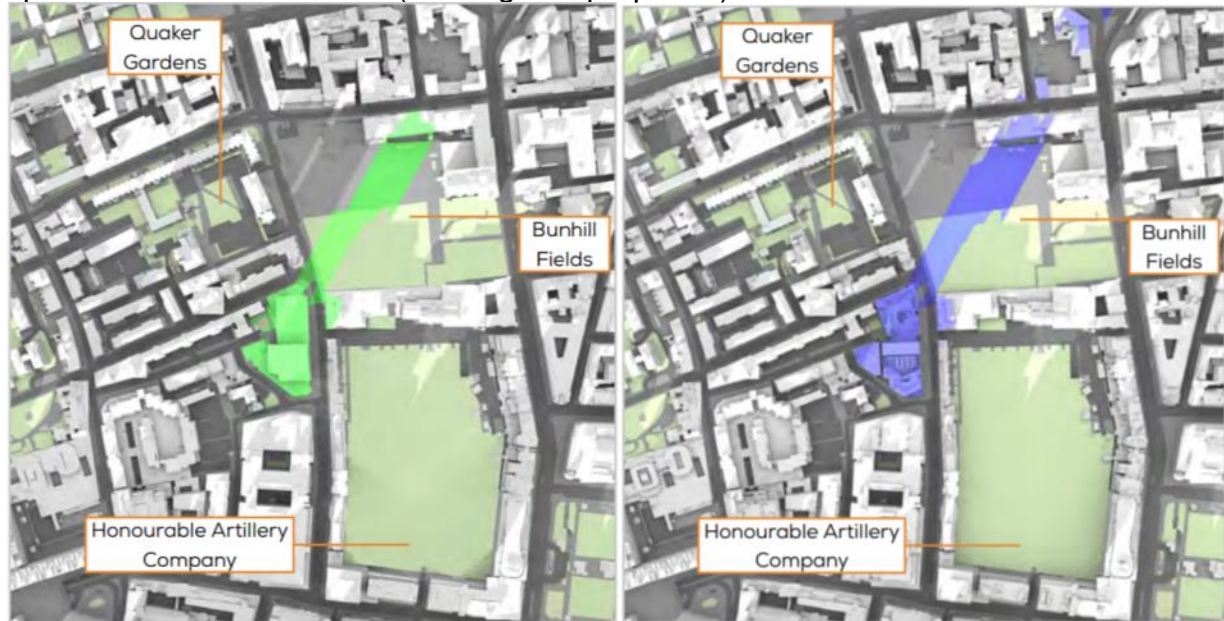 Quaker
Gardens
Bunhill
Fields
Honourable Artillery
Company
Quaker
Gardens
Bunhill
Fields
Honourable Artillery
Company